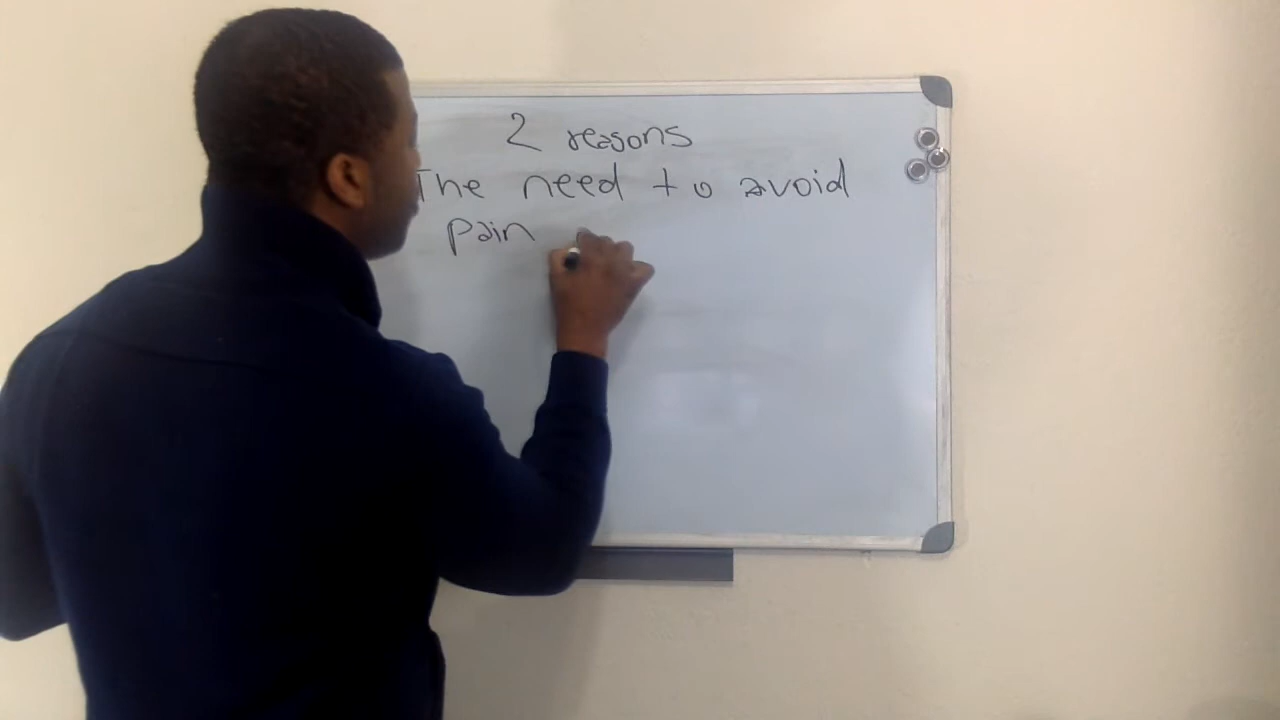 2 reasons
The need to avoid
pain